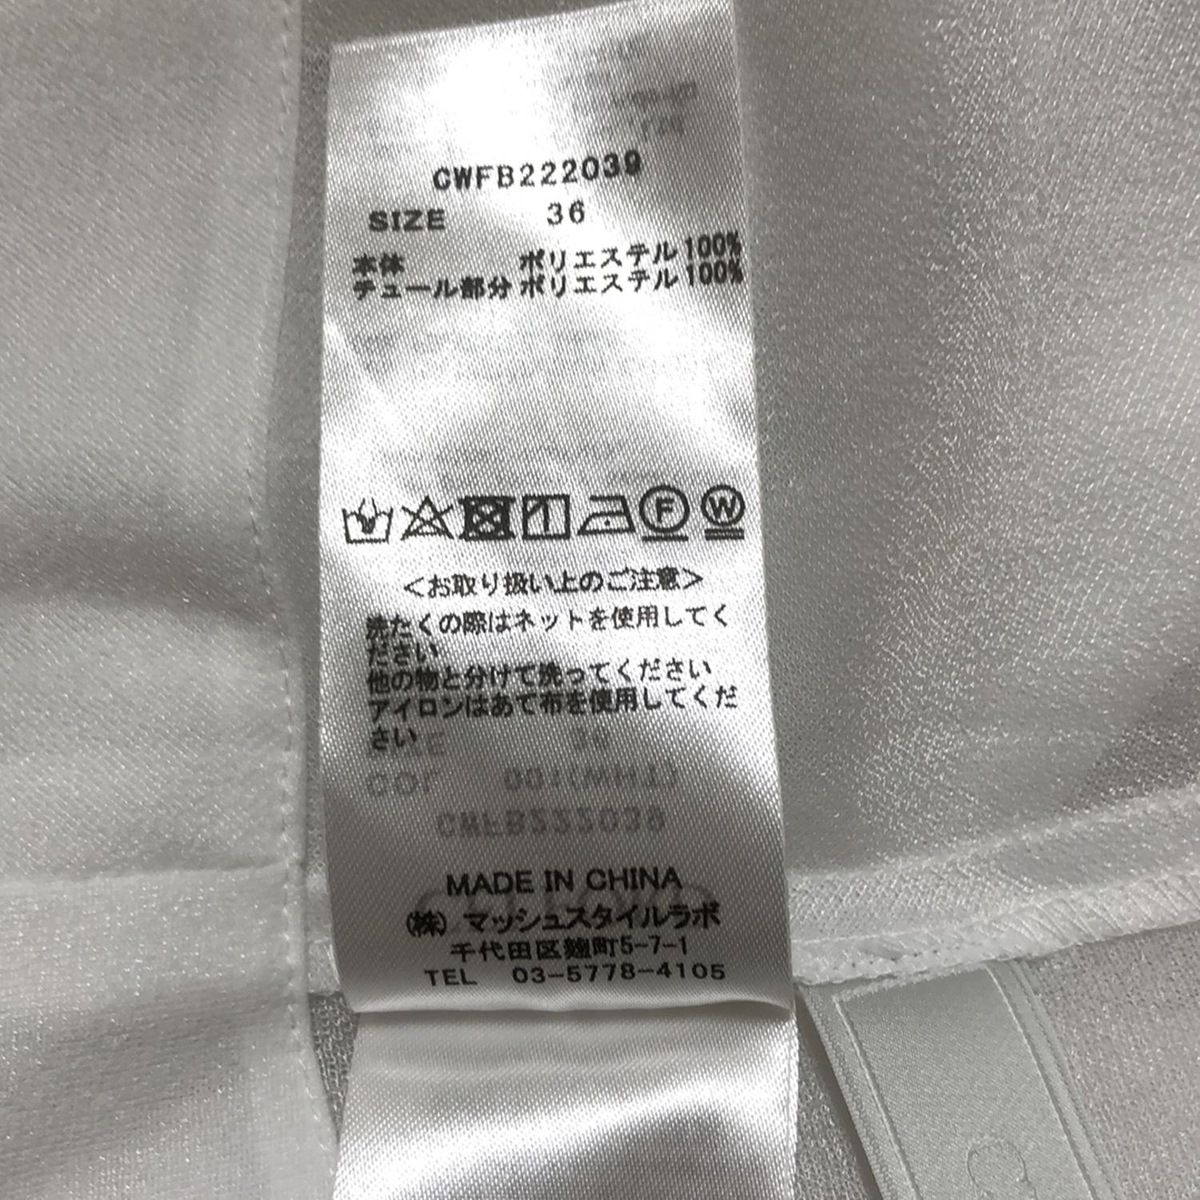 CWFB222039
SIZE 36
本体 ポリエステル100%
チュール部分 ポリエステル100%
F W
<お取り扱い上のご注意>
洗たくの際はネットを使用してく
ださい
他の物と分けて洗ってください
アイロンはあて布を使用してくだ
さい
MADE IN CHINA
(株) マッシュスタイルラボ
千代田区麹町5-7-1
TEL 03-5778-4105